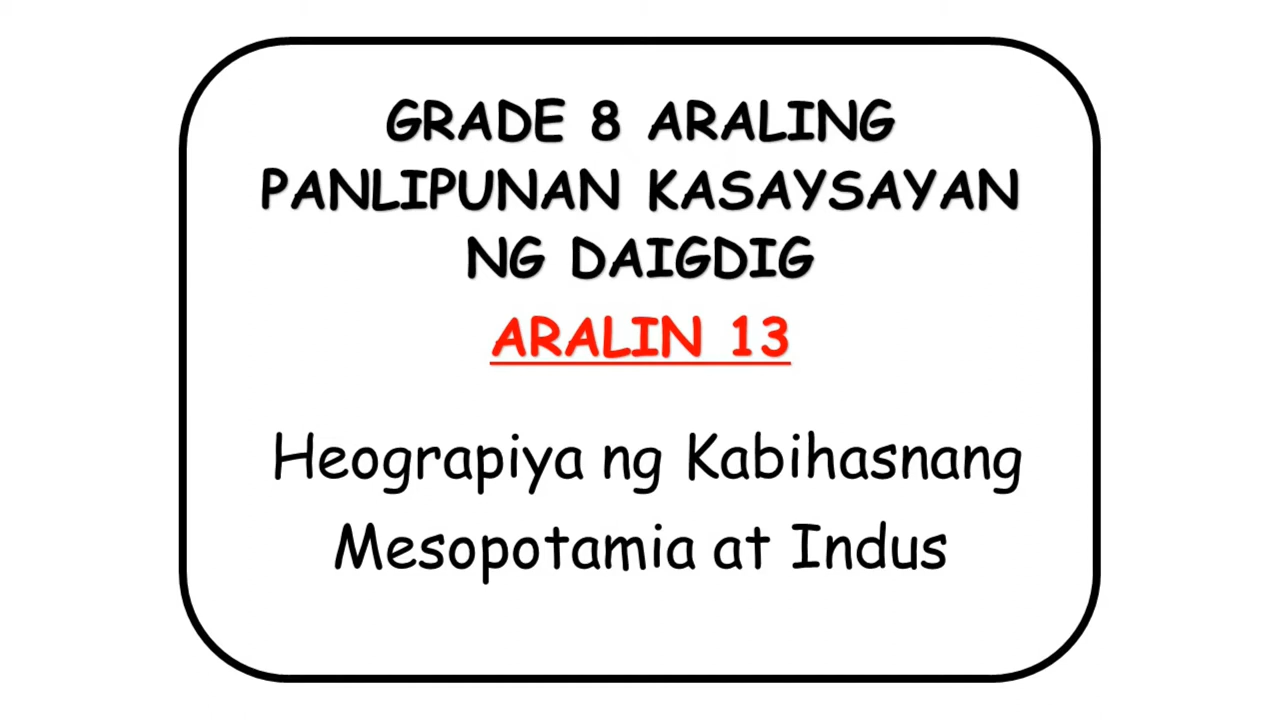 GRADE 8 ARALING
PANLIPUNAN KASAYSAYAN
NG DAIGDIG
ARALIN 13
Heograpiya ng Kabihasnang
Mesopotamia at Indus